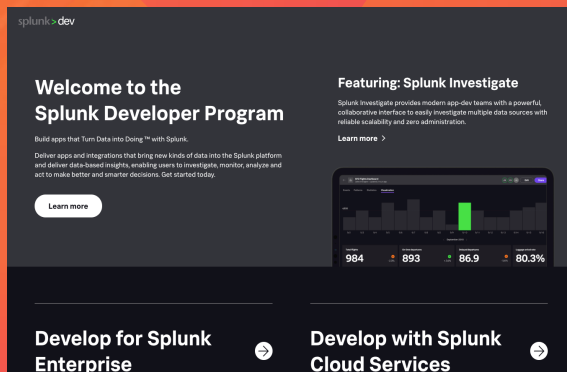 splunk>dev
Welcome to the
Splunk Developer Program
Build apps that Turn Data into Doing ™ with Splunk.
Deliver apps and integrations that bring new kinds of data into the Splunk platform
and deliver data-based insights, enabling users to investigate, monitor, analyze and
act to make better and smarter decisions. Get started today.
Learn more
Featuring: Splunk Investigate
Splunk Investigate provides modern app-dev teams with a powerful,
collaborative interface to easily investigate multiple data sources with
reliable scalability and zero administration.
Learn more >
984
893
86.9
80.3%
Develop for Splunk
Enterprise
Develop with Splunk
Cloud Services